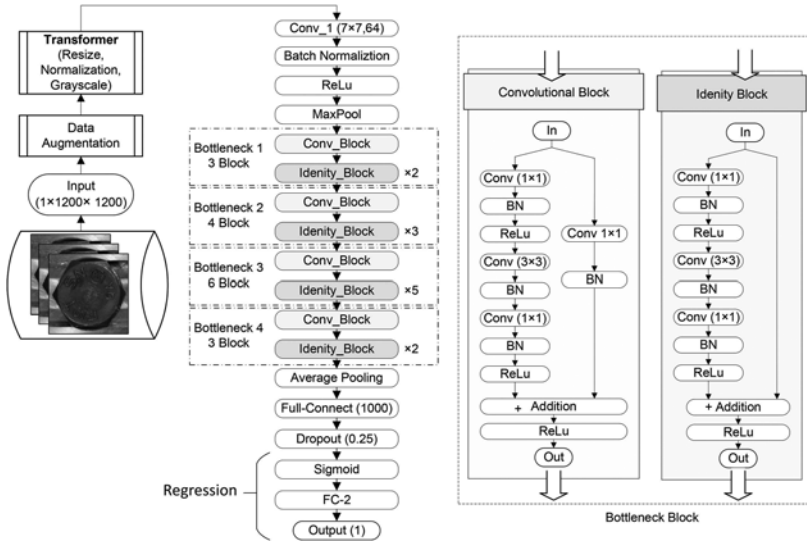 Transformer
(Resize,
Normalization,
Grayscale)
Data
Augmentation
Input
(1×1200× 1200)
Conv_1 (7×7,64)
Batch Normaliztion
ReLu
MaxPool
Bottleneck 1
3 Block
Conv_Block
Idenity_Block ×2
Bottleneck 2
4 Block
Conv_Block
Idenity_Block ×3
Bottleneck 3
6 Block
Conv_Block
Idenity_Block ×5
Bottleneck 4
3 Block
Conv_Block
Idenity_Block ×2
Average Pooling
Full-Connect (1000)
Dropout (0.25)
Regression
Sigmoid
FC-2
Output (1)
Convolutional Block
In
Conv (1×1)
BN
ReLu
Conv (3×3)
BN
Conv (1×1)
BN
ReLu
Conv 1×1
BN
+ Addition
ReLu
Out
Idenity Block
In
Conv (1×1)
BN
ReLu
Conv (3×3)
BN
Conv (1×1)
BN
ReLu
+ Addition
ReLu
Out
Bottleneck Block